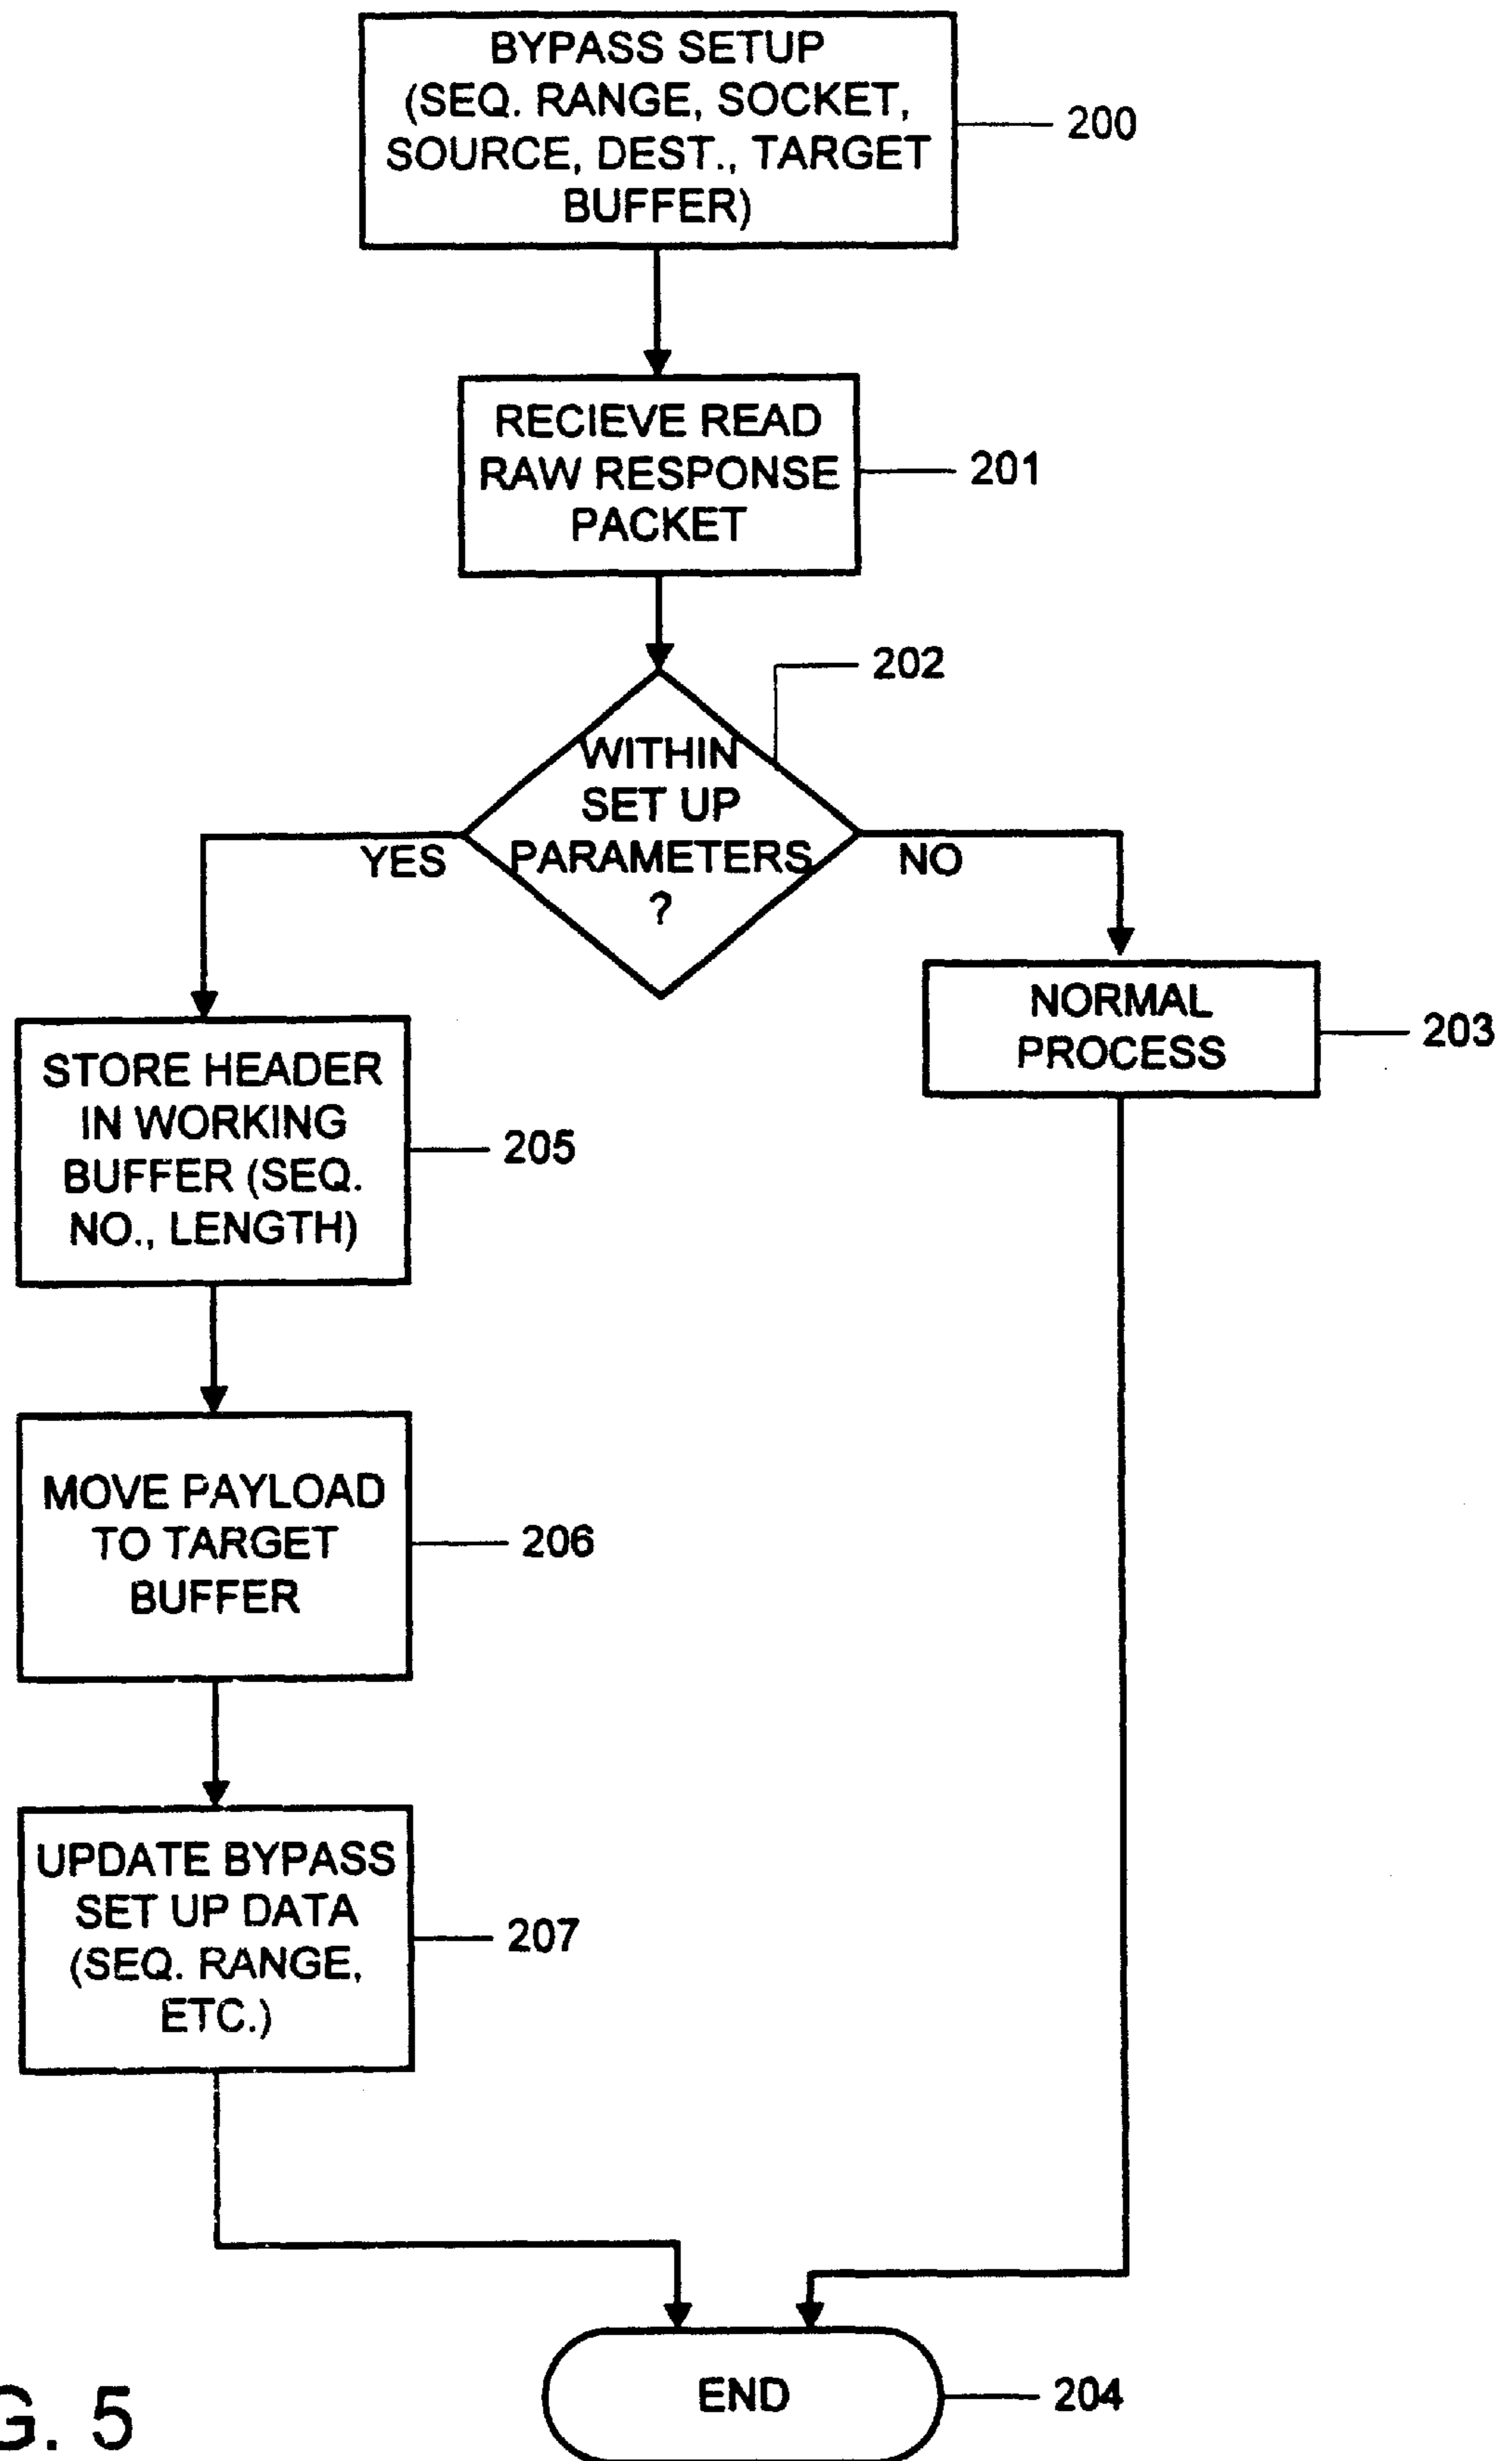 BYPASS SETUP
(SEQ. RANGE, SOCKET,
SOURCE, DEST., TARGET
BUFFER)
200
RECIEVE READ
RAW RESPONSE
PACKET
201
202
WITHIN
SET UP
PARAMETERS
?
YES
NO
NORMAL
PROCESS
203
STORE HEADER
IN WORKING
BUFFER (SEQ.
NO., LENGTH)
205
MOVE PAYLOAD
TO TARGET
BUFFER
206
UPDATE BYPASS
SET UP DATA
(SEQ. RANGE,
ETC.)
207
END
204
G. 5